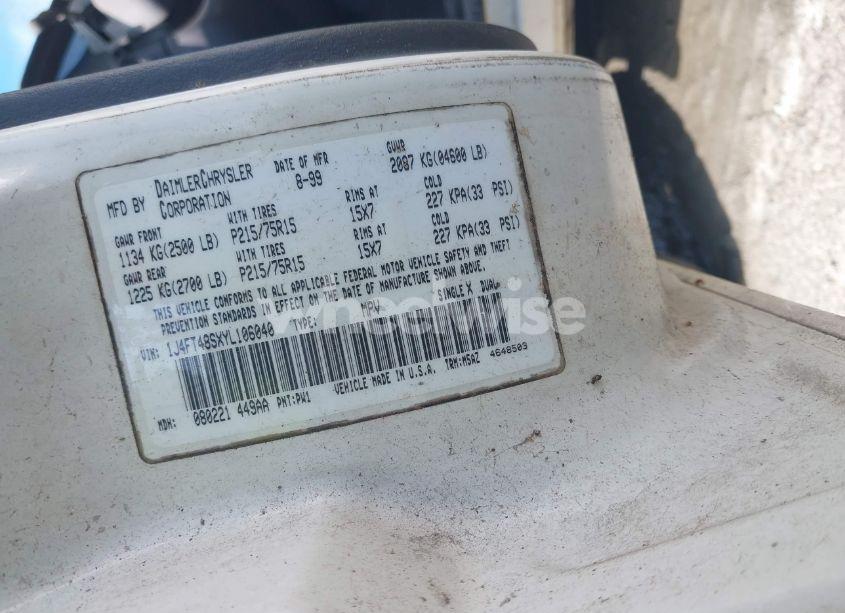 MFD BY DAIMLERCHRYSLER CORPORATION DATE OF MFR 8-99 GVWR 2087 KG(04600 LB)
GAWR FRONT WITH TIRES RIMS AT COLD
1134 KG(2500 LB) P215/75R15 15X7 227 KPA(33 PSI)
GAWR REAR WITH TIRES RIMS AT COLD
1225 KG(2700 LB) P215/75R15 15X7 227 KPA(33 PSI)
THIS VEHICLE CONFORMS TO ALL APPLICABLE FEDERAL MOTOR VEHICLE SAFETY AND THEFT
PREVENTION STANDARDS IN EFFECT ON THE DATE OF MANUFACTURE SHOWN ABOVE.
VIN: 1J4FT48SXYL106040 TYPE: MPV SINGLE X DUAL
MDH: 080221 449AA PNT:PW1 VEHICLE MADE IN U.S.A. TRM:MSAZ 4648503
wheelwise